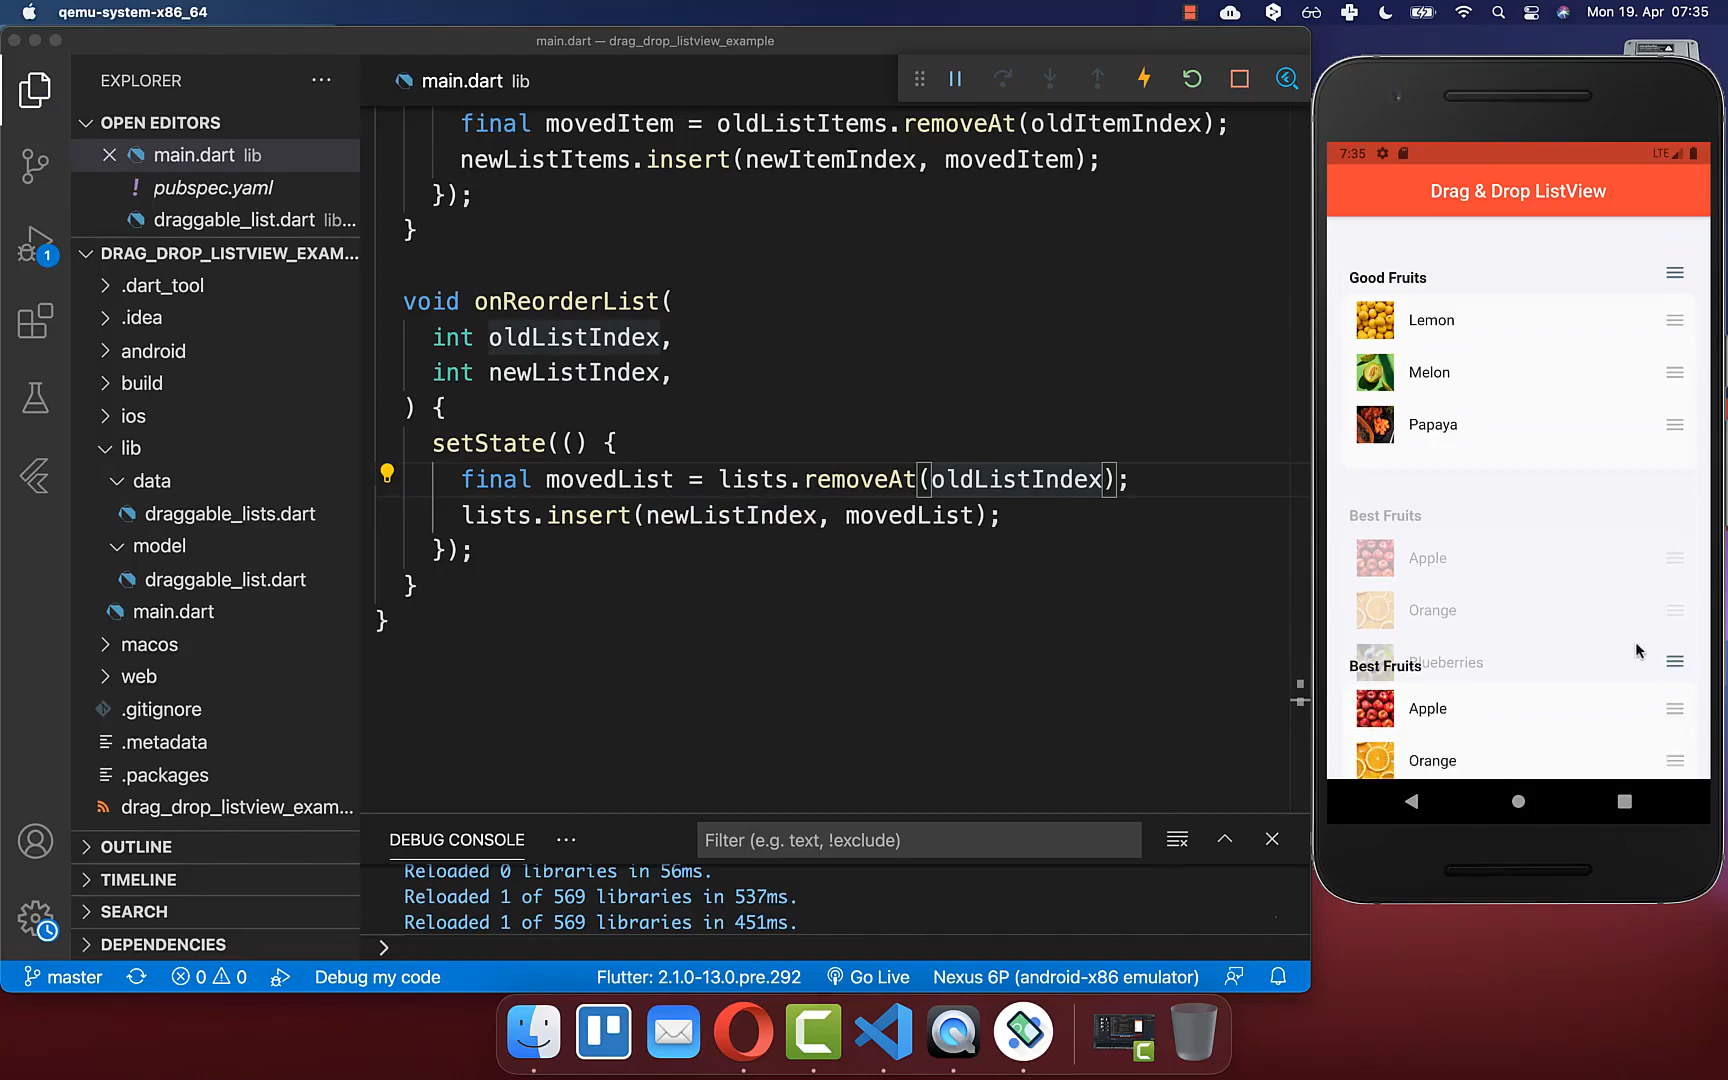 qemu-system-x86_64
Mon 19. Apr 07:35
main.dart — drag_drop_listview_example
EXPLORER
main.dart lib
OPEN EDITORS
main.dart lib
! pubspec.yaml
draggable_list.dart lib...
DRAG_DROP_LISTVIEW_EXAM...
.dart_tool
.idea
android
build
ios
lib
data
draggable_lists.dart
model
draggable_list.dart
main.dart
macos
web
.gitignore
.metadata
.packages
drag_drop_listview_exam...
OUTLINE
TIMELINE
SEARCH
DEPENDENCIES
1
final movedItem = oldListItems.removeAt(oldItemIndex);
newListItems.insert(newItemIndex, movedItem);
});
}
void onReorderList(
int oldListIndex,
int newListIndex,
) {
setState(() {
final movedList = lists.removeAt(oldListIndex);
lists.insert(newListIndex, movedList);
});
}
}
DEBUG CONSOLE
Filter (e.g. text, !exclude)
Reloaded 0 libraries in 56ms.
Reloaded 1 of 569 libraries in 537ms.
Reloaded 1 of 569 libraries in 451ms.
>
master
0
0
Debug my code
Flutter: 2.1.0-13.0.pre.292
Go Live
Nexus 6P (android-x86 emulator)
7:35
LTE
Drag & Drop ListView
Good Fruits
Lemon
Melon
Papaya
Best Fruits
Apple
Orange
Blueberries
Best Fruits
Apple
Orange